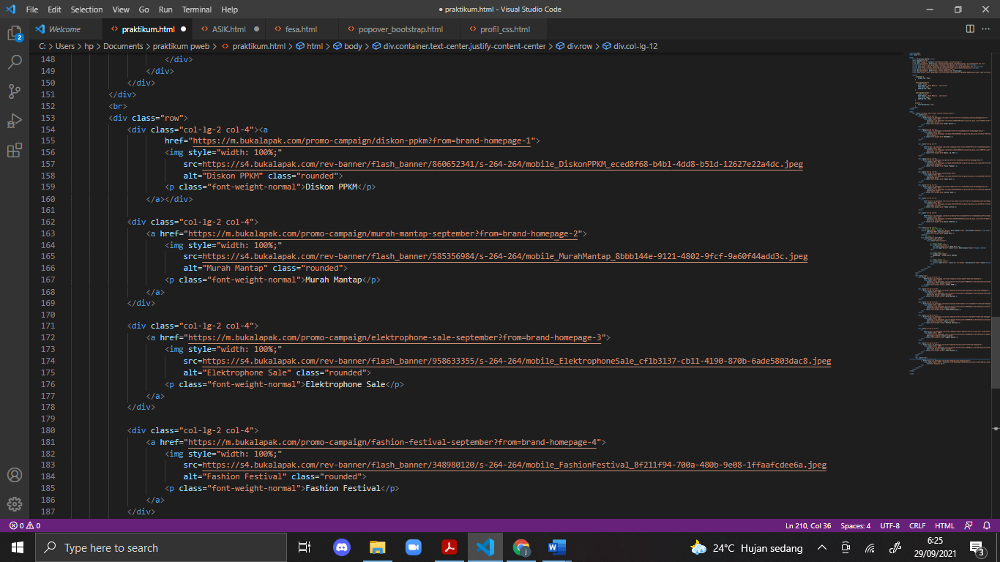 File Edit Selection View Go Run Terminal Help
● praktikum.html - Visual Studio Code
Welcome praktikum.html ASIK.html fesa.html popover_bootstrap.html profil_css.html
C: > Users > hp > Documents > praktikum pweb > praktikum.html > html > body > div.container.text-center.justify-content-center > div.row > div.col-lg-12
148 </div>
149 </div>
150 </div>
151 </div>
152 <br>
153 <div class="row">
154 <div class="col-lg-2 col-4"><a
155 href="https://m.bukalapak.com/promo-campaign/diskon-ppkm?from=brand-homepage-1">
156 <img style="width: 100%;"
157 src=https://s4.bukalapak.com/rev-banner/flash_banner/860652341/s-264-264/mobile_DiskonPPKM_eced8f68-b4b1-4dd8-b51d-12627e22a4dc.jpeg
158 alt="Diskon PPKM" class="rounded">
159 <p class="font-weight-normal">Diskon PPKM</p>
160 </a></div>
161
162 <div class="col-lg-2 col-4">
163 <a href="https://m.bukalapak.com/promo-campaign/murah-mantap-september?from=brand-homepage-2">
164 <img style="width: 100%;"
165 src=https://s4.bukalapak.com/rev-banner/flash_banner/585356984/s-264-264/mobile_MurahMantap_8bbb144e-9121-4802-9fcf-9a60f44add3c.jpeg
166 alt="Murah Mantap" class="rounded">
167 <p class="font-weight-normal">Murah Mantap</p>
168 </a>
169 </div>
170
171 <div class="col-lg-2 col-4">
172 <a href="https://m.bukalapak.com/promo-campaign/elektrophone-sale-september?from=brand-homepage-3">
173 <img style="width: 100%;"
174 src=https://s4.bukalapak.com/rev-banner/flash_banner/958633355/s-264-264/mobile_ElektrophoneSale_cf1b3137-cb11-4190-870b-6ade5803dac8.jpeg
175 alt="Elektrophone Sale" class="rounded">
176 <p class="font-weight-normal">Elektrophone Sale</p>
177 </a>
178 </div>
179
180 <div class="col-lg-2 col-4">
181 <a href="https://m.bukalapak.com/promo-campaign/fashion-festival-september?from=brand-homepage-4">
182 <img style="width: 100%;"
183 src=https://s4.bukalapak.com/rev-banner/flash_banner/348980120/s-264-264/mobile_FashionFestival_8f211f94-700a-480b-9e08-1ffaafcdee6a.jpeg
184 alt="Fashion Festival" class="rounded">
185 <p class="font-weight-normal">Fashion Festival</p>
186 </a>
187 </div>
2
0 0
Ln 210, Col 36 Spaces: 4 UTF-8 CRLF HTML
Type here to search
24°C Hujan sedang
6:25
29/09/2021
3